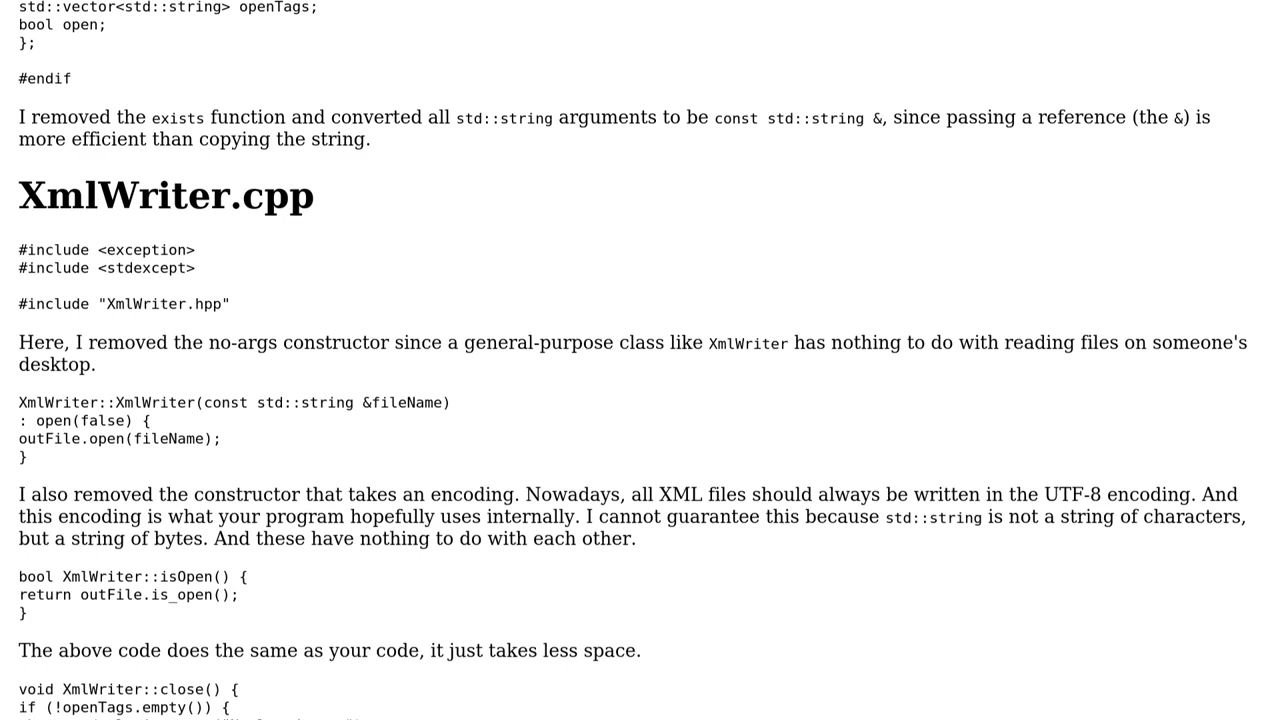 std::vector<std::string> openTags;
bool open;
};
#endif
I removed the exists function and converted all std::string arguments to be const std::string &, since passing a reference (the &) is
more efficient than copying the string.
XmlWriter.cpp
#include <exception>
#include <stdexcept>
#include "XmlWriter.hpp"
Here, I removed the no-args constructor since a general-purpose class like XmlWriter has nothing to do with reading files on someone's
desktop.
XmlWriter::XmlWriter(const std::string &fileName)
: open(false) {
outFile.open(fileName);
}
I also removed the constructor that takes an encoding. Nowadays, all XML files should always be written in the UTF-8 encoding. And
this encoding is what your program hopefully uses internally. I cannot guarantee this because std::string is not a string of characters,
but a string of bytes. And these have nothing to do with each other.
bool XmlWriter::isOpen() {
return outFile.is_open();
}
The above code does the same as your code, it just takes less space.
void XmlWriter::close() {
if (!openTags.empty()) {